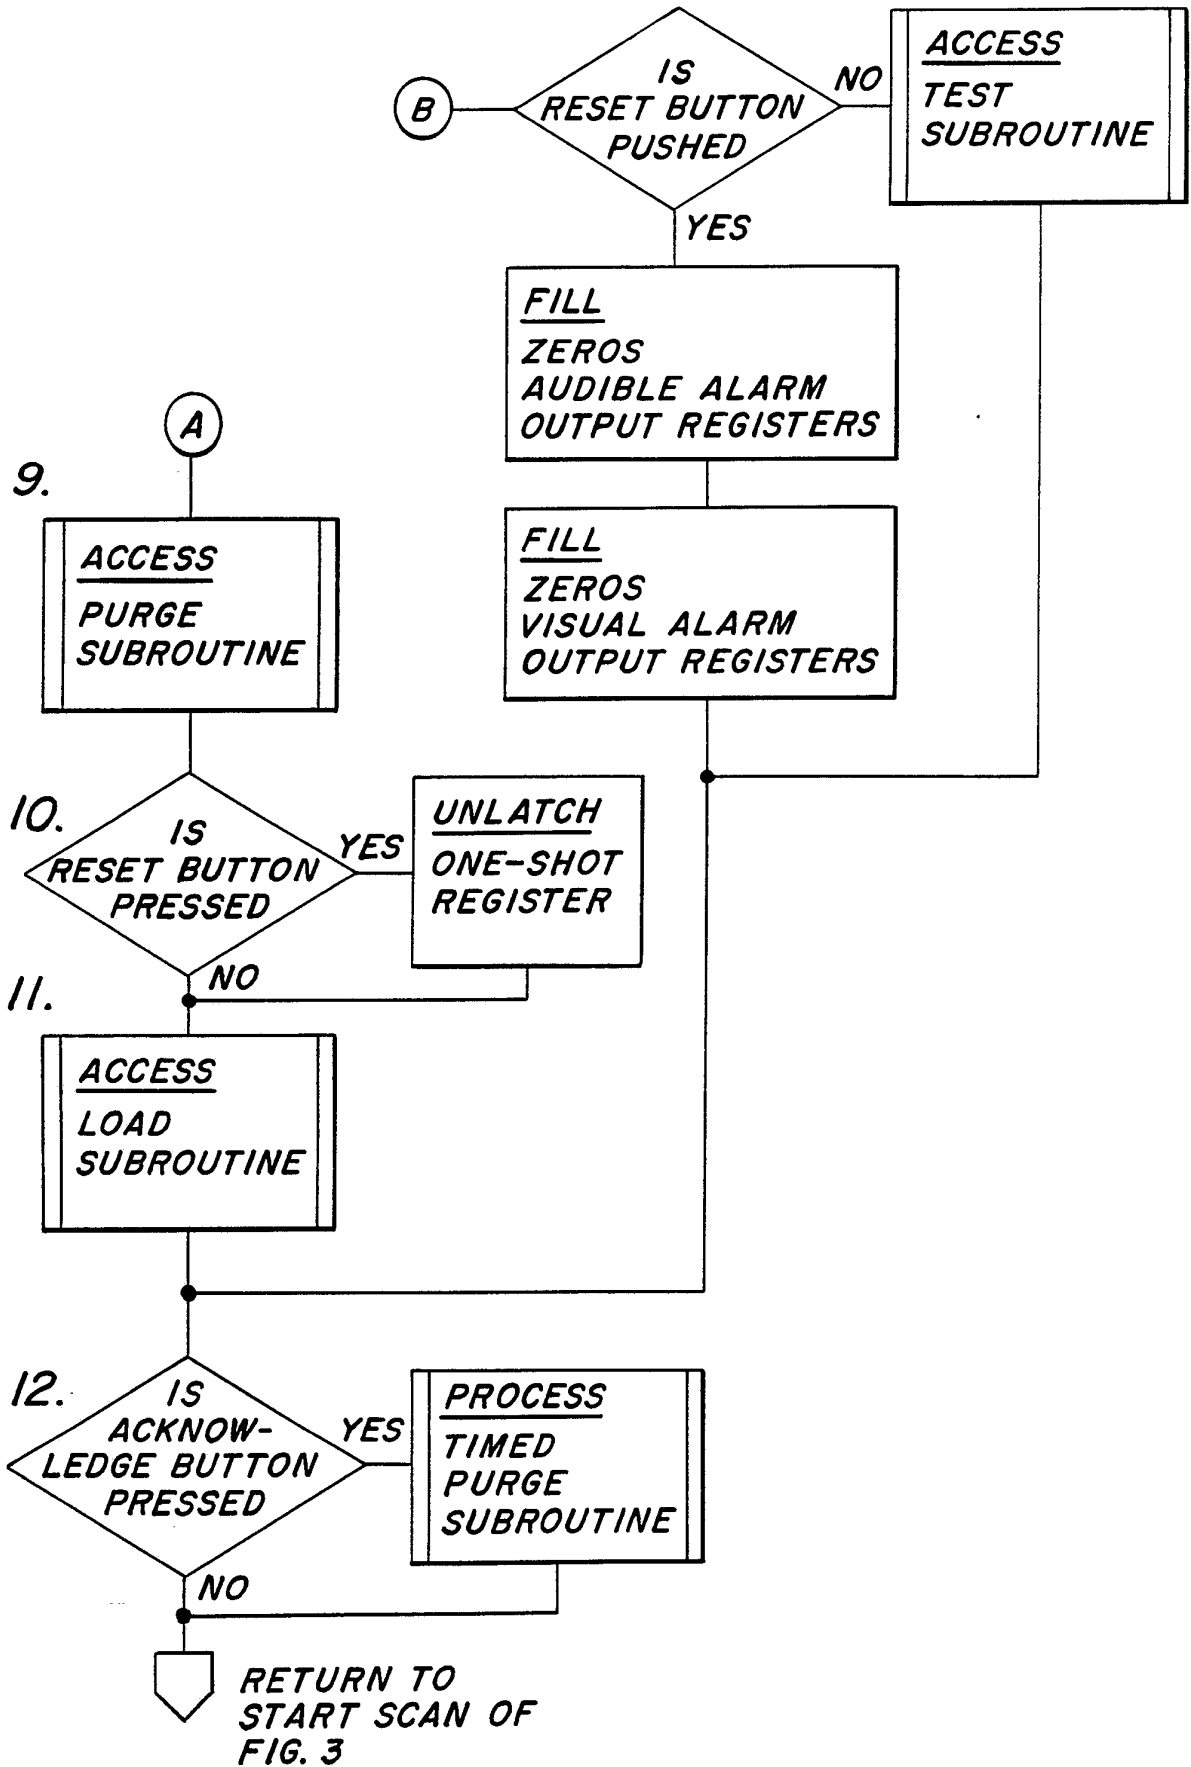 B
IS
RESET BUTTON
PUSHED
NO
YES
ACCESS
TEST
SUBROUTINE
FILL
ZEROS
AUDIBLE ALARM
OUTPUT REGISTERS
FILL
ZEROS
VISUAL ALARM
OUTPUT REGISTERS
A
9.
ACCESS
PURGE
SUBROUTINE
10.
IS
RESET BUTTON
PRESSED
YES
NO
UNLATCH
ONE-SHOT
REGISTER
11.
ACCESS
LOAD
SUBROUTINE
12.
IS
ACKNOW-
LEDGE BUTTON
PRESSED
YES
NO
PROCESS
TIMED
PURGE
SUBROUTINE
RETURN TO
START SCAN OF
FIG. 3